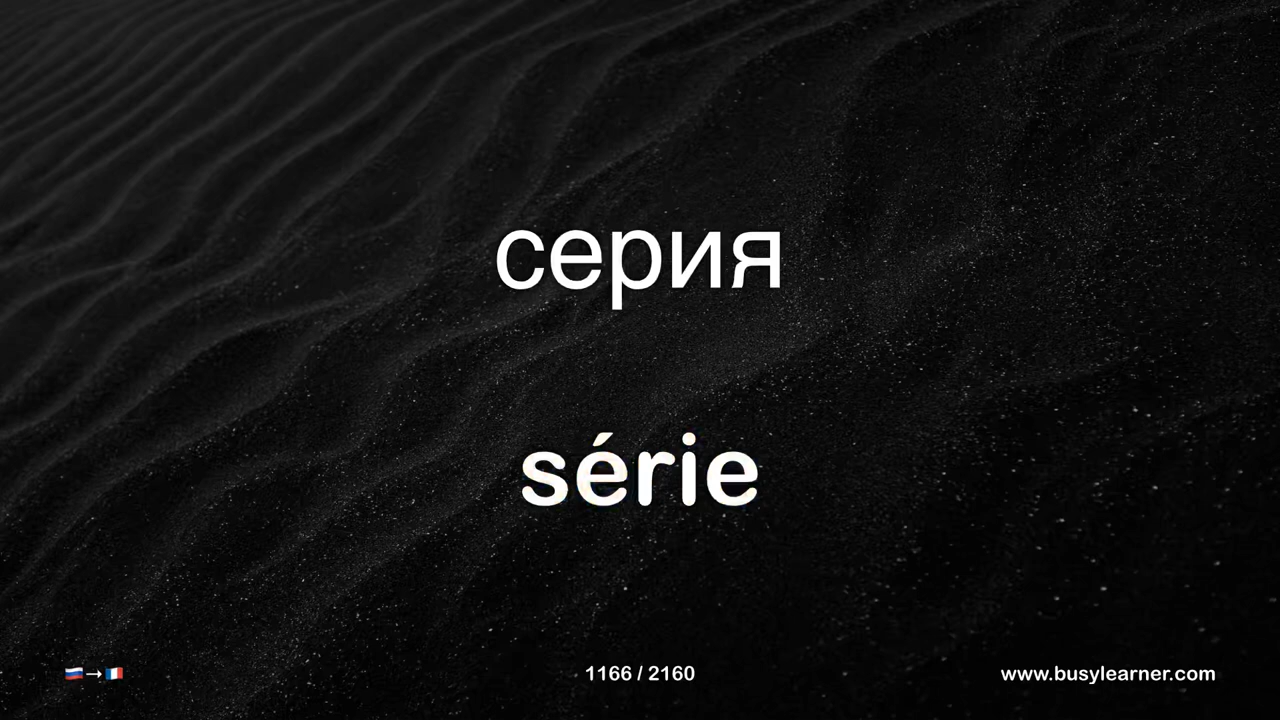 серия
série
🇷🇺→🇫🇷
1166 / 2160
www.busylearner.com